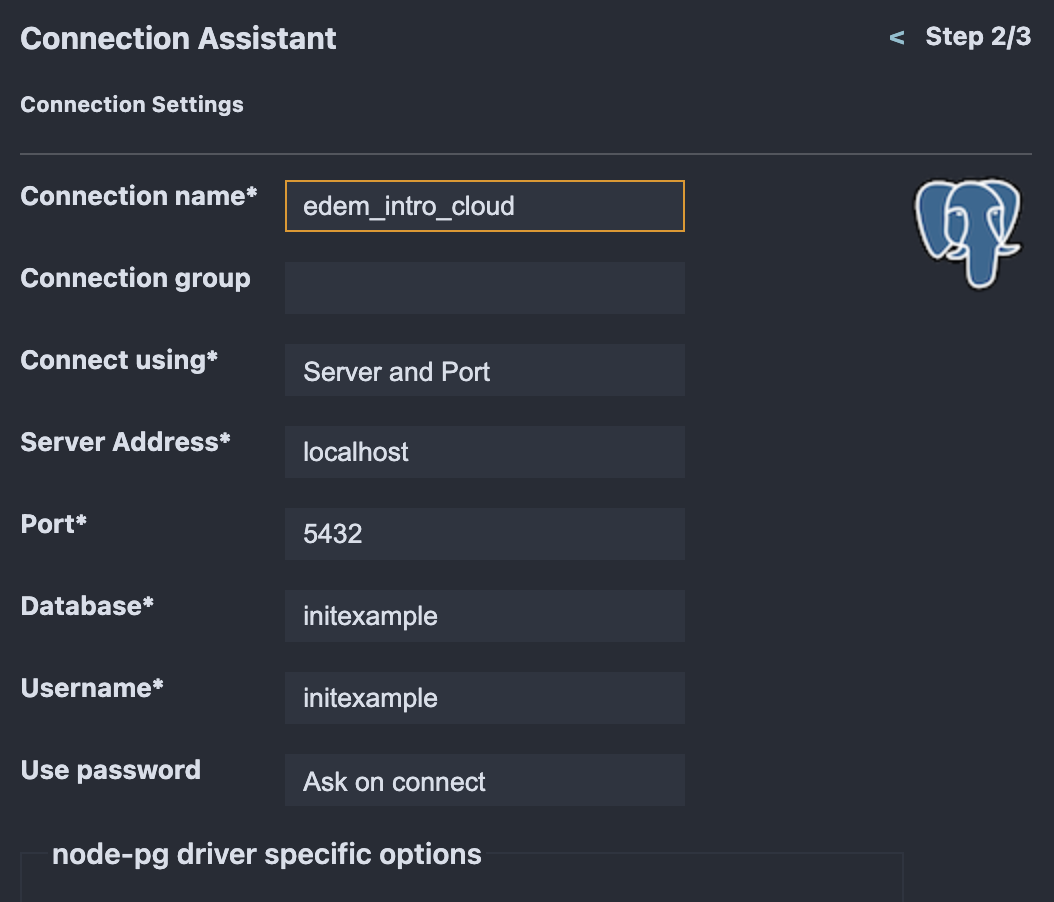 Connection Assistant
< Step 2/3
Connection Settings
Connection name* edem_intro_cloud
Connection group
Connect using* Server and Port
Server Address* localhost
Port* 5432
Database* initexample
Username* initexample
Use password Ask on connect
node-pg driver specific options